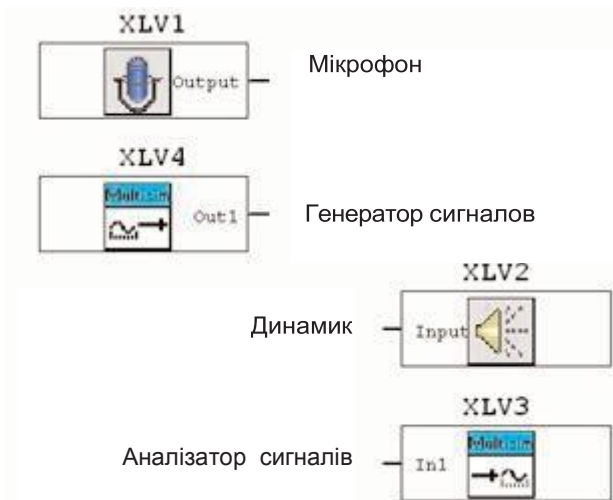 XLV1
Output
Мікрофон
XLV4
Multisim
Out1
Генератор сигналов
XLV2
Динамик
Input
XLV3
Multisim
Аналізатор сигналів
In1